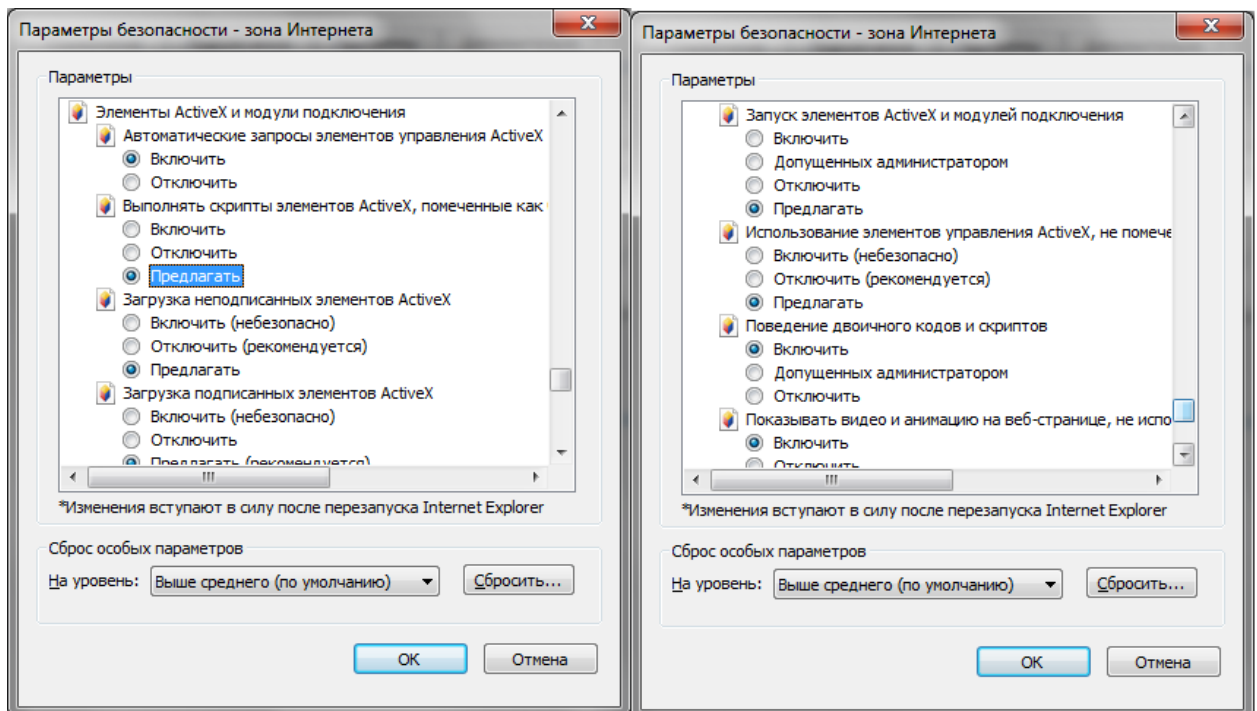 Параметры безопасности - зона Интернета
Параметры
Элементы ActiveX и модули подключения
Автоматические запросы элементов управления ActiveX
Включить
Отключить
Выполнять скрипты элементов ActiveX, помеченные как
Включить
Отключить
Предлагать
Загрузка неподписанных элементов ActiveX
Включить (небезопасно)
Отключить (рекомендуется)
Предлагать
Загрузка подписанных элементов ActiveX
Включить (небезопасно)
Отключить
Предлагать (рекомендуется)
*Изменения вступают в силу после перезапуска Internet Explorer
Сброс особых параметров
На уровень: Выше среднего (по умолчанию) Сбросить...
ОК Отмена
Параметры безопасности - зона Интернета
Параметры
Запуск элементов ActiveX и модулей подключения
Включить
Допущенных администратором
Отключить
Предлагать
Использование элементов управления ActiveX, не помече
Включить (небезопасно)
Отключить (рекомендуется)
Предлагать
Поведение двоичного кодов и скриптов
Включить
Допущенных администратором
Отключить
Показывать видео и анимацию на веб-странице, не испо
Включить
Отключить
*Изменения вступают в силу после перезапуска Internet Explorer
Сброс особых параметров
На уровень: Выше среднего (по умолчанию) Сбросить...
ОК Отмена